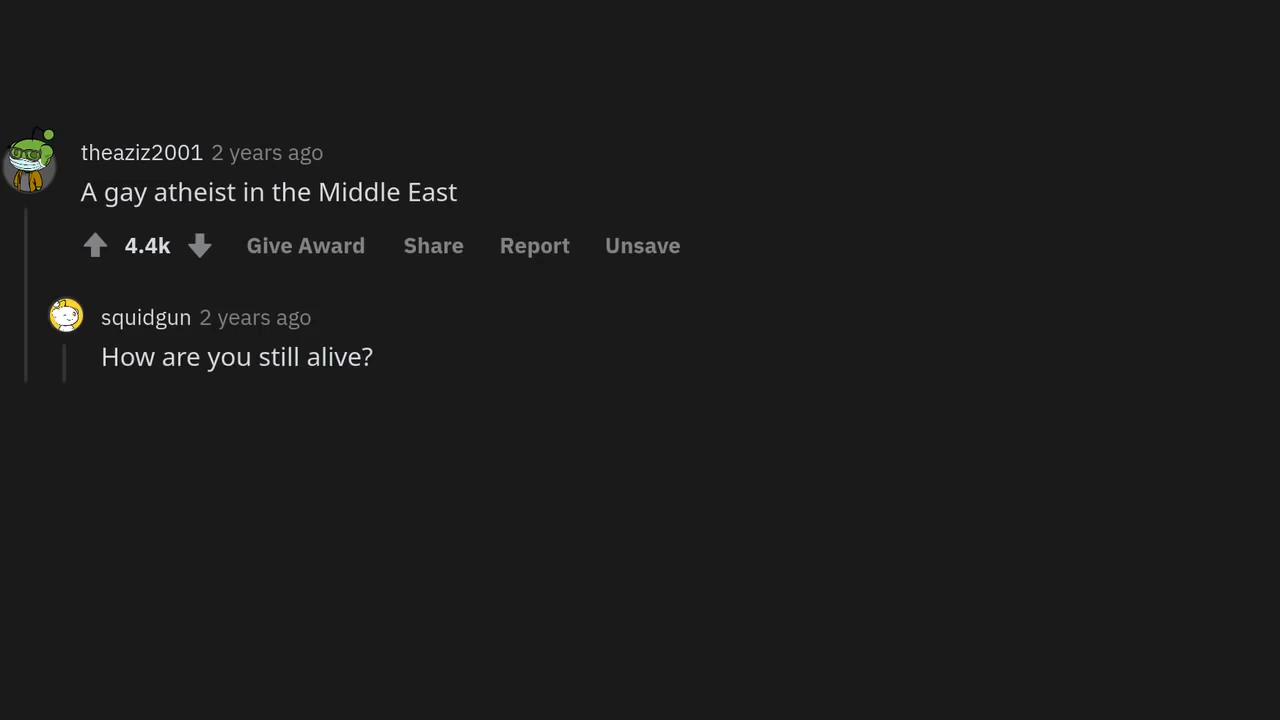 theaziz2001 2 years ago
A gay atheist in the Middle East
4.4k Give Award Share Report Unsave
squidgun 2 years ago
How are you still alive?